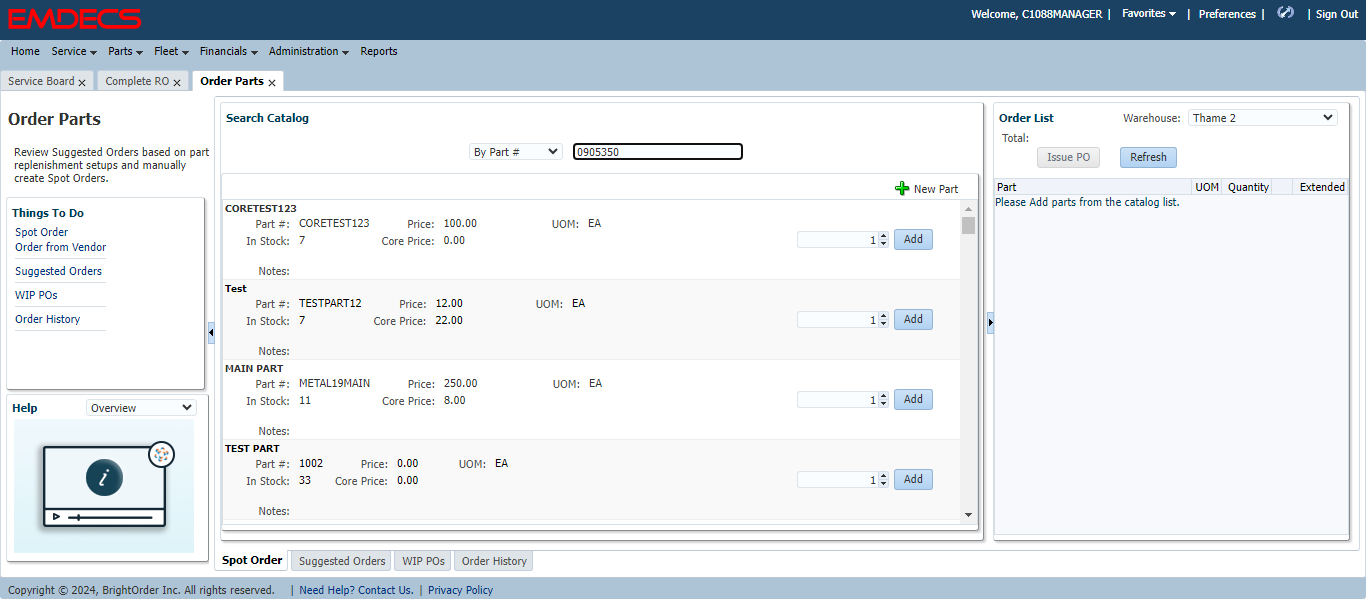 EMDECS
Welcome, C1088MANAGER | Favorites | Preferences | | Sign Out
Home Service Parts Fleet Financials Administration Reports
Service Board x Complete RO x Order Parts x
Order Parts
Review Suggested Orders based on part
replenishment setups and manually
create Spot Orders.
Things To Do
Spot Order
Order from Vendor
Suggested Orders
WIP POs
Order History
Help Overview
i
Search Catalog
By Part # 0905350
New Part
CORETEST123
Part #: CORETEST123 Price: 100.00 UOM: EA
In Stock: 7 Core Price: 0.00 1 Add
Notes:
Test
Part #: TESTPART12 Price: 12.00 UOM: EA
In Stock: 7 Core Price: 22.00 1 Add
Notes:
MAIN PART
Part #: METAL19MAIN Price: 250.00 UOM: EA
In Stock: 11 Core Price: 8.00 1 Add
Notes:
TEST PART
Part #: 1002 Price: 0.00 UOM: EA
In Stock: 33 Core Price: 0.00 1 Add
Notes:
Spot Order Suggested Orders WIP POs Order History
Order List Warehouse: Thame 2
Total:
Issue PO Refresh
Part UOM Quantity Extended
Please Add parts from the catalog list.
Copyright © 2024, BrightOrder Inc. All rights reserved. | Need Help? Contact Us. | Privacy Policy